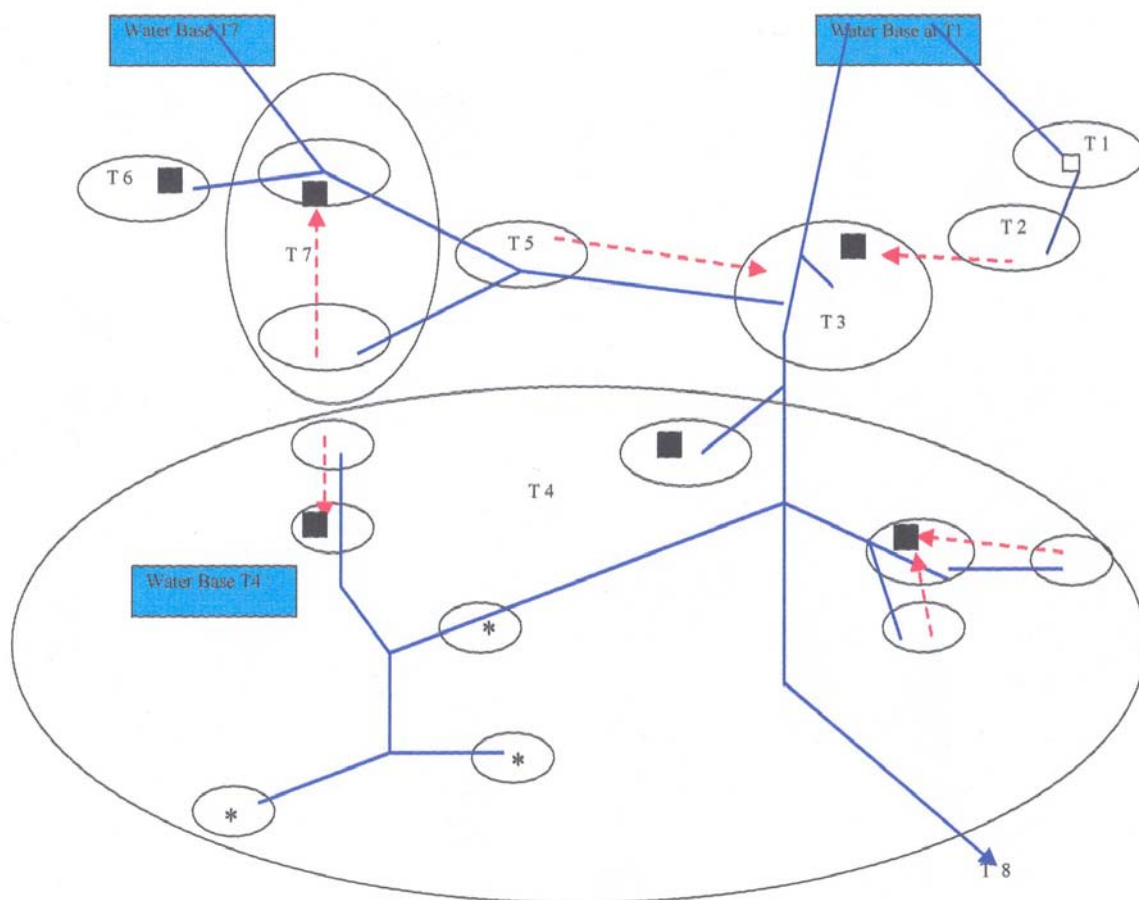 Water Base T7
Water Base at T1
T 1
T 6
T 2
T 5
T 7
T 3
T 4
Water Base T4
*
*
*
T 8